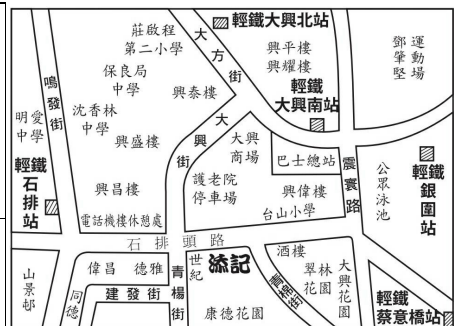 莊啟程
第二小學
大方街
輕鐵大興北站
興平樓
興耀樓
鄧肇堅
運動場
保良局
中學
鳴發街
沈香林
中學
興泰樓
輕鐵
大興南站
明愛
中學
興盛樓
大興街
大興
商場
巴士總站
震寰路
公眾泳池
輕鐵
銀圍站
輕鐵
石排站
護老院
停車場
興昌樓
興偉樓
台山小學
電話機樓休憩處
石排頭路
山景邨
偉昌
德雅
同德
建發街
青楊街
世紀
添記
康德花園
酒樓
青棉街
翠林
花園
大興花園
輕鐵
蔡意橋站